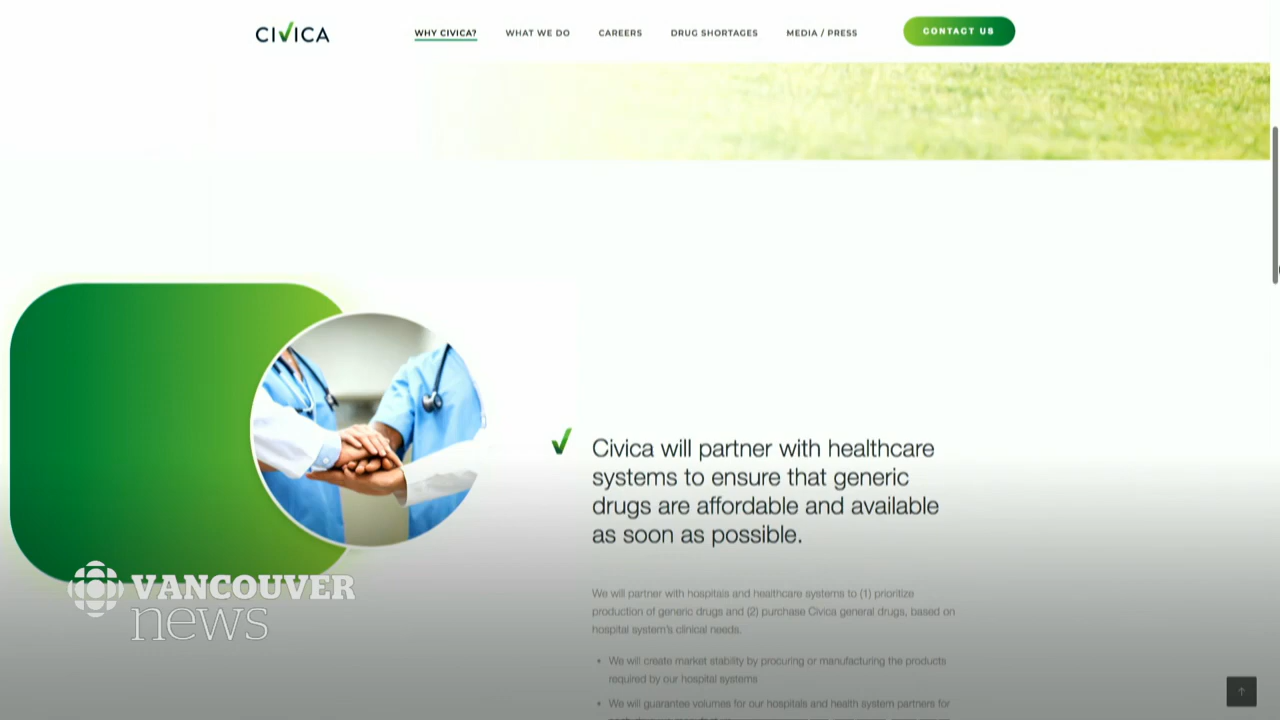 CIVICA
WHY CIVICA?
WHAT WE DO
CAREERS
DRUG SHORTAGES
MEDIA / PRESS
CONTACT US
Civica will partner with healthcare
systems to ensure that generic
drugs are affordable and available
as soon as possible.
We will partner with hospitals and healthcare systems to (1) prioritize
production of generic drugs and (2) purchase Civica general drugs, based on
hospital system's clinical needs.
• We will create market stability by procuring or manufacturing the products
required by our hospital systems
• We will guarantee volumes for our hospitals and health system partners for
VANCOUVER
news